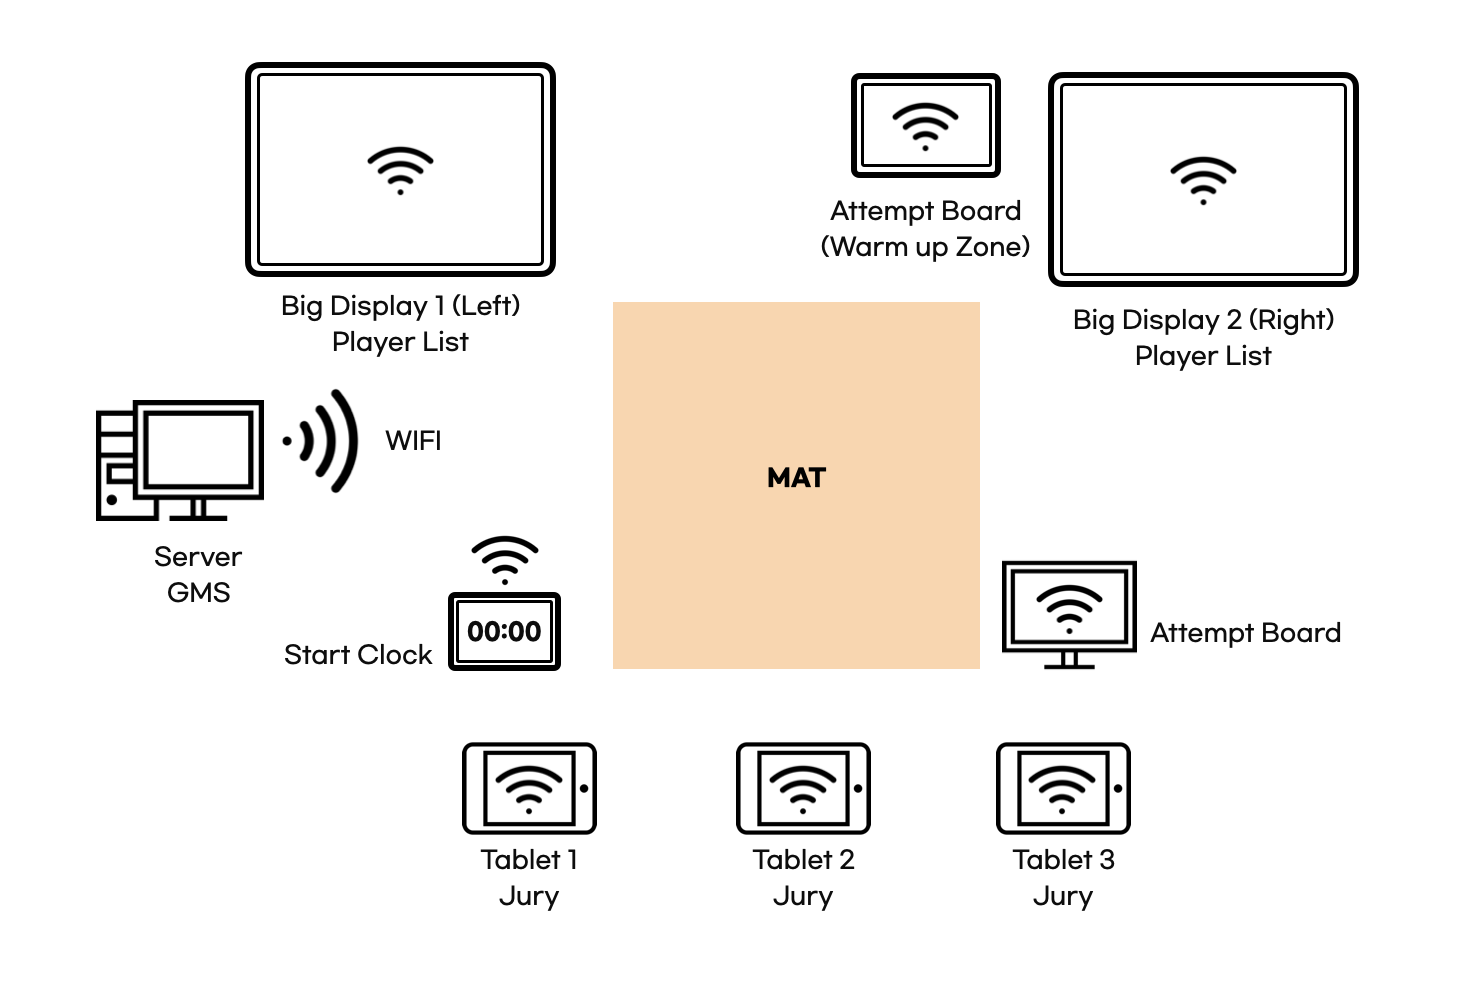 Attempt Board
(Warm up Zone)
Big Display 1 (Left)
Player List
Big Display 2 (Right)
Player List
WIFI
MAT
Server
GMS
00:00
Start Clock
Attempt Board
Tablet 1
Jury
Tablet 2
Jury
Tablet 3
Jury